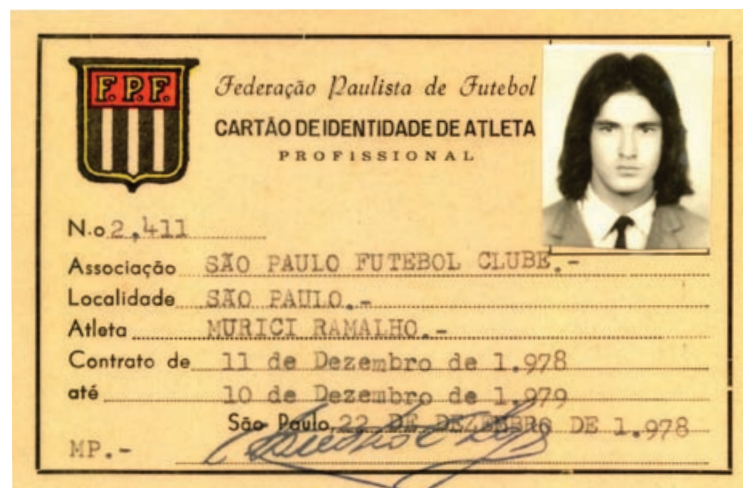 F.P.F.
Federação Paulista de Futebol
CARTÃO DE IDENTIDADE DE ATLETA
PROFISSIONAL
N.o 2.411
Associação SÃO PAULO FUTEBOL CLUBE.-
Localidade SÃO PAULO.-
Atleta MURICI RAMALHO.-
Contrato de 11 de Dezembro de 1.978
até 10 de Dezembro de 1.979
São Paulo, 22 DE DEZEMBRO DE 1.978
MP.-